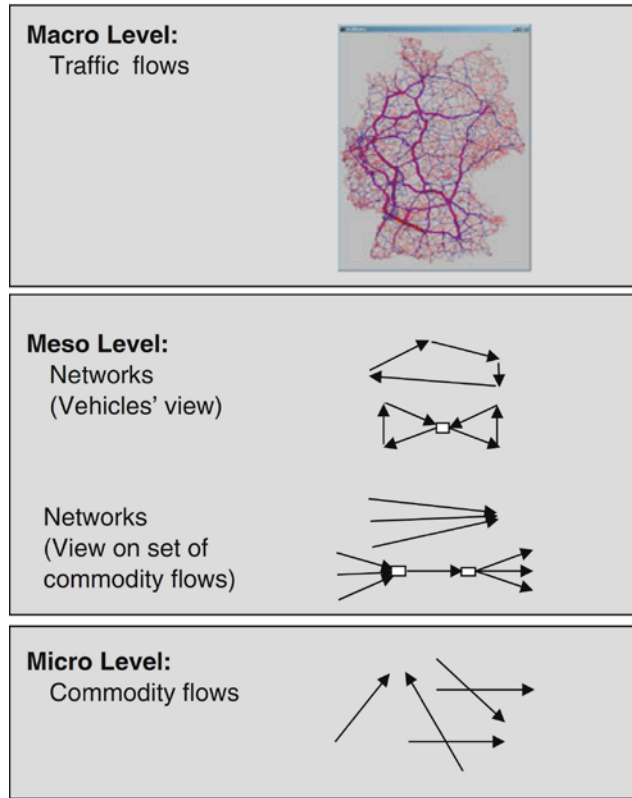 Macro Level:
Traffic flows
Meso Level:
Networks
(Vehicles’ view)
Networks
(View on set of
commodity flows)
Micro Level:
Commodity flows